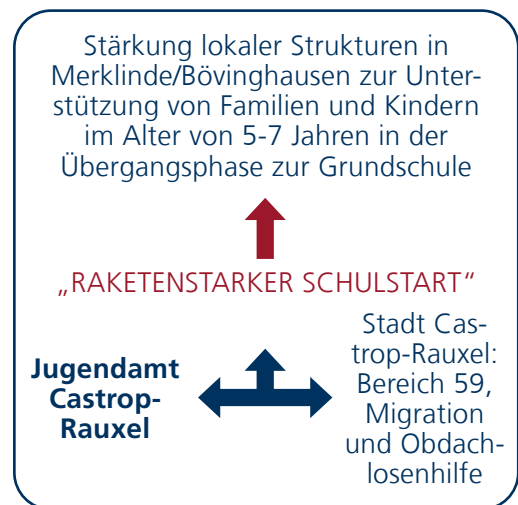 Stärkung lokaler Strukturen in
Merklinde/Bövinghausen zur Unter-
stützung von Familien und Kindern
im Alter von 5-7 Jahren in der
Übergangsphase zur Grundschule
„RAKETENSTARKER SCHULSTART“
Jugendamt
Castrop-
Rauxel
Stadt Cas-
trop-Rauxel:
Bereich 59,
Migration
und Obdach-
losenhilfe